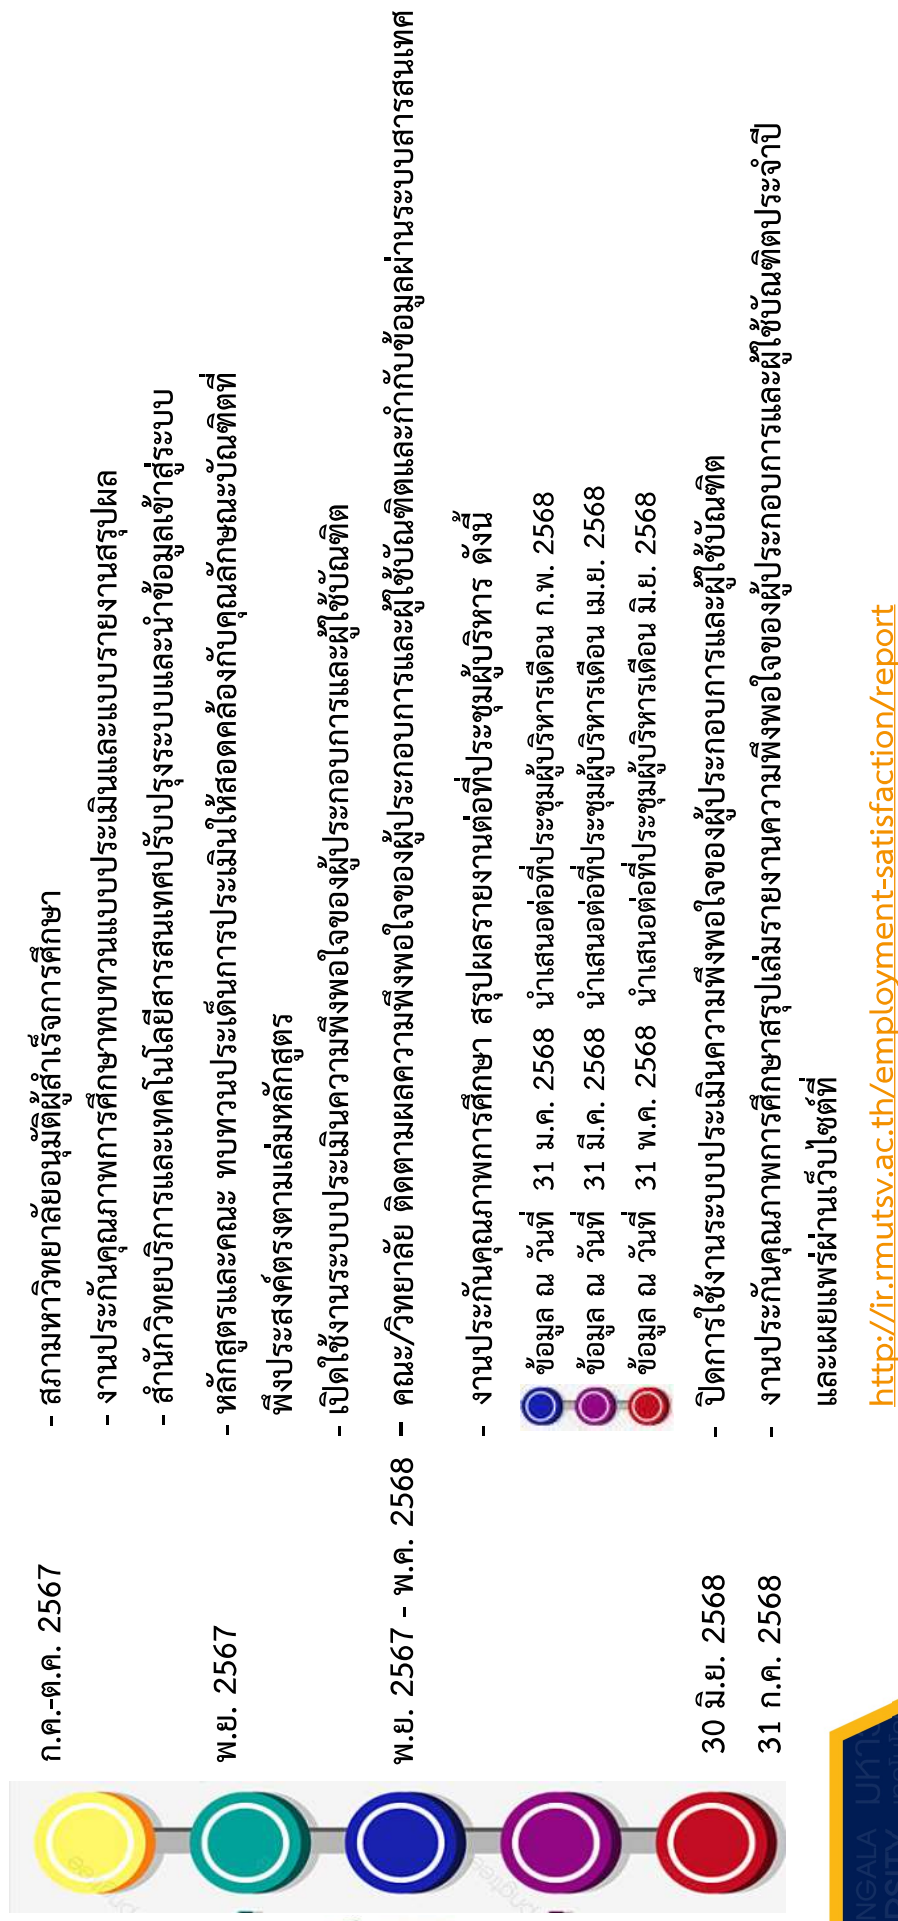 ก.ค.-ต.ค. 2567
- สภามหาวิทยาลัยอนุมัติผู้สำเร็จการศึกษา
- งานประกันคุณภาพการศึกษาทบทวนแบบประเมินและแบบรายงานสรุปผล
- สำนักวิทยบริการและเทคโนโลยีสารสนเทศปรับปรุงระบบและนำข้อมูลเข้าสู่ระบบ
พ.ย. 2567
- หลักสูตรและคณะ ทบทวนประเด็นการประเมินให้สอดคล้องกับคุณลักษณะบัณฑิตที่
พึงประสงค์ตรงตามเล่มหลักสูตร
- เปิดใช้งานระบบประเมินความพึงพอใจของผู้ประกอบการและผู้ใช้บัณฑิต
พ.ย. 2567 - พ.ค. 2568
- คณะ/วิทยาลัย ติดตามผลความพึงพอใจของผู้ประกอบการและผู้ใช้บัณฑิตและกำกับข้อมูลผ่านระบบสารสนเทศ
- งานประกันคุณภาพการศึกษา สรุปผลรายงานต่อที่ประชุมผู้บริหาร ดังนี้
ข้อมูล ณ วันที่ 31 ม.ค. 2568 นำเสนอต่อที่ประชุมผู้บริหารเดือน ก.พ. 2568
ข้อมูล ณ วันที่ 31 มี.ค. 2568 นำเสนอต่อที่ประชุมผู้บริหารเดือน เม.ย. 2568
ข้อมูล ณ วันที่ 31 พ.ค. 2568 นำเสนอต่อที่ประชุมผู้บริหารเดือน มิ.ย. 2568
30 มิ.ย. 2568
- ปิดการใช้งานระบบประเมินความพึงพอใจของผู้ประกอบการและผู้ใช้บัณฑิต
31 ก.ค. 2568
- งานประกันคุณภาพการศึกษาสรุปเล่มรายงานความพึงพอใจของผู้ประกอบการและผู้ใช้บัณฑิตประจำปี
และเผยแพร่ผ่านเว็บไซต์ที่
http://ir.rmutsv.ac.th/employment-satisfaction/report